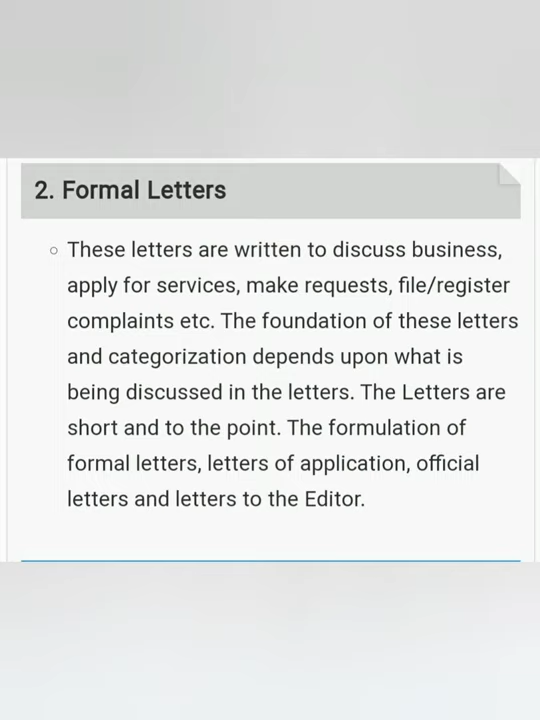 2. Formal Letters
These letters are written to discuss business,
apply for services, make requests, file/register
complaints etc. The foundation of these letters
and categorization depends upon what is
being discussed in the letters. The Letters are
short and to the point. The formulation of
formal letters, letters of application, official
letters and letters to the Editor.